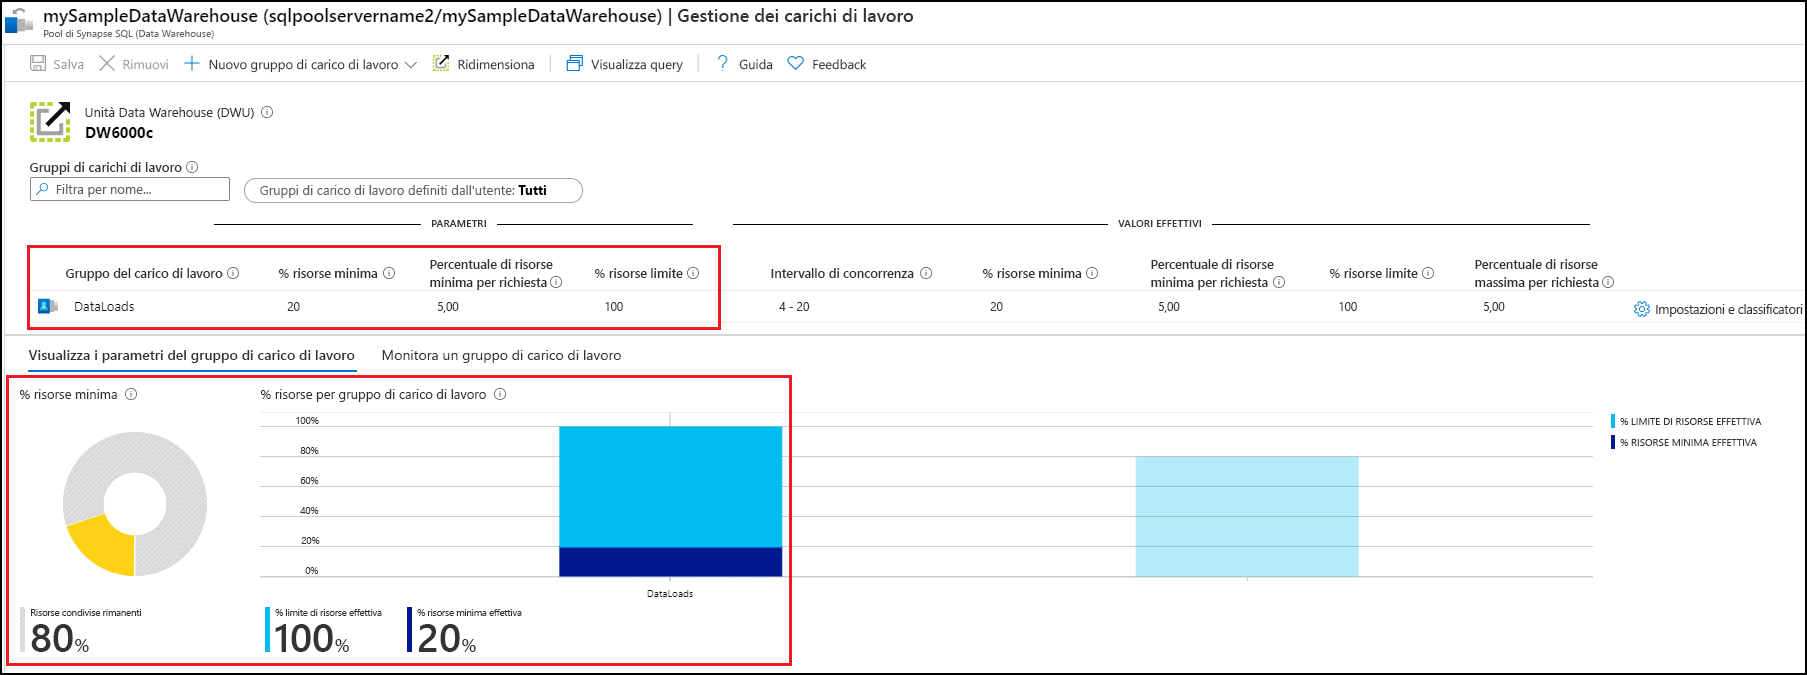 mySampleDataWarehouse (sqlpoolservername2/mySampleDataWarehouse) | Gestione dei carichi di lavoro
Pool di Synapse SQL (Data Warehouse)
Salva Rimuovi Nuovo gruppo di carico di lavoro Ridimensiona Visualizza query Guida Feedback
Unità Data Warehouse (DWU)
DW6000c
Gruppi di carichi di lavoro
Filtra per nome... Gruppi di carico di lavoro definiti dall'utente: Tutti
PARAMETRI VALORI EFFETTIVI
Gruppo del carico di lavoro % risorse minima Percentuale di risorse minima per richiesta % risorse limite Intervallo di concorrenza % risorse minima Percentuale di risorse minima per richiesta % risorse limite Percentuale di risorse massima per richiesta
DataLoads 20 5,00 100 4 - 20 20 5,00 100 5,00 Impostazioni e classificatori
Visualizza i parametri del gruppo di carico di lavoro Monitora un gruppo di carico di lavoro
% risorse minima % risorse per gruppo di carico di lavoro
100%
80%
60%
40%
20%
0%
DataLoads
% LIMITE DI RISORSE EFFETTIVA
% RISORSE MINIMA EFFETTIVA
Risorse condivise rimanenti % limite di risorse effettiva % risorse minima effettiva
80% 100% 20%